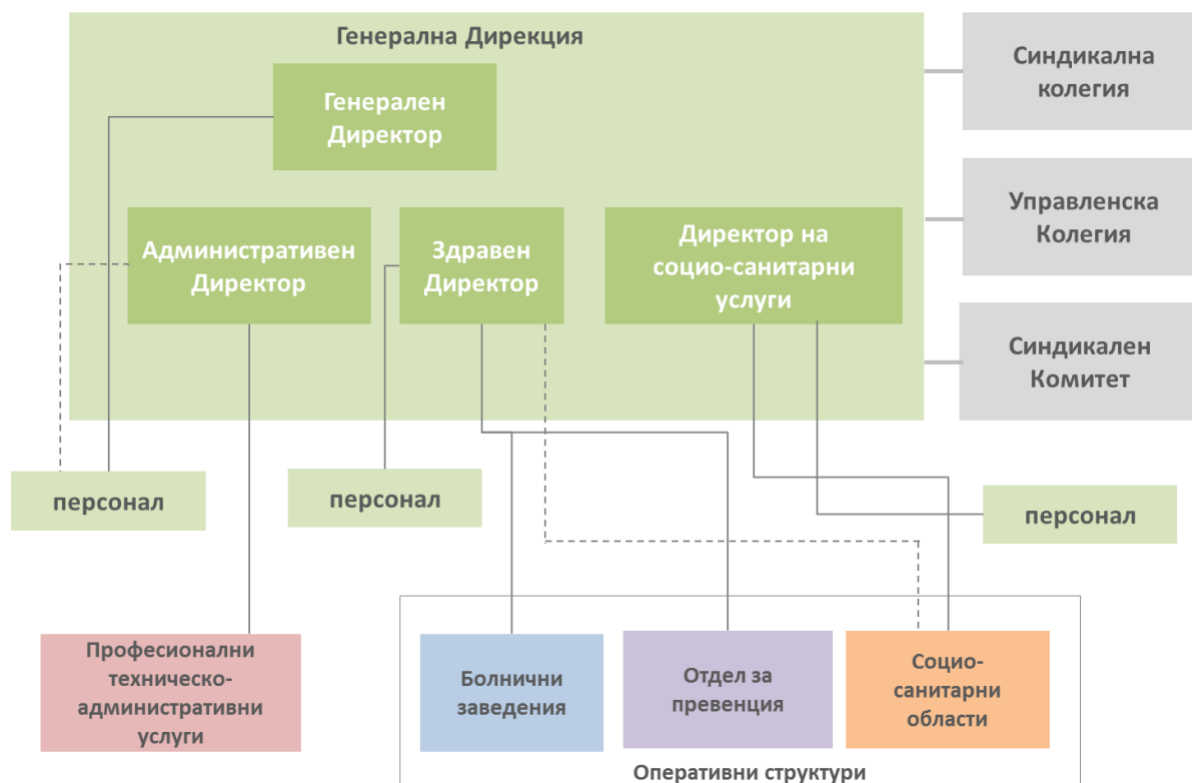 Генерална Дирекция
Синдикална
колегия
Генерален
Директор
Управленска
Колегия
Административен
Директор
Здравен
Директор
Директор на
социо-санитарни
услуги
Синдикален
Комитет
персонал
персонал
персонал
Професионални
техническо-
административни
услуги
Болнични
заведения
Отдел за
превенция
Социо-
санитарни
области
Оперативни структури